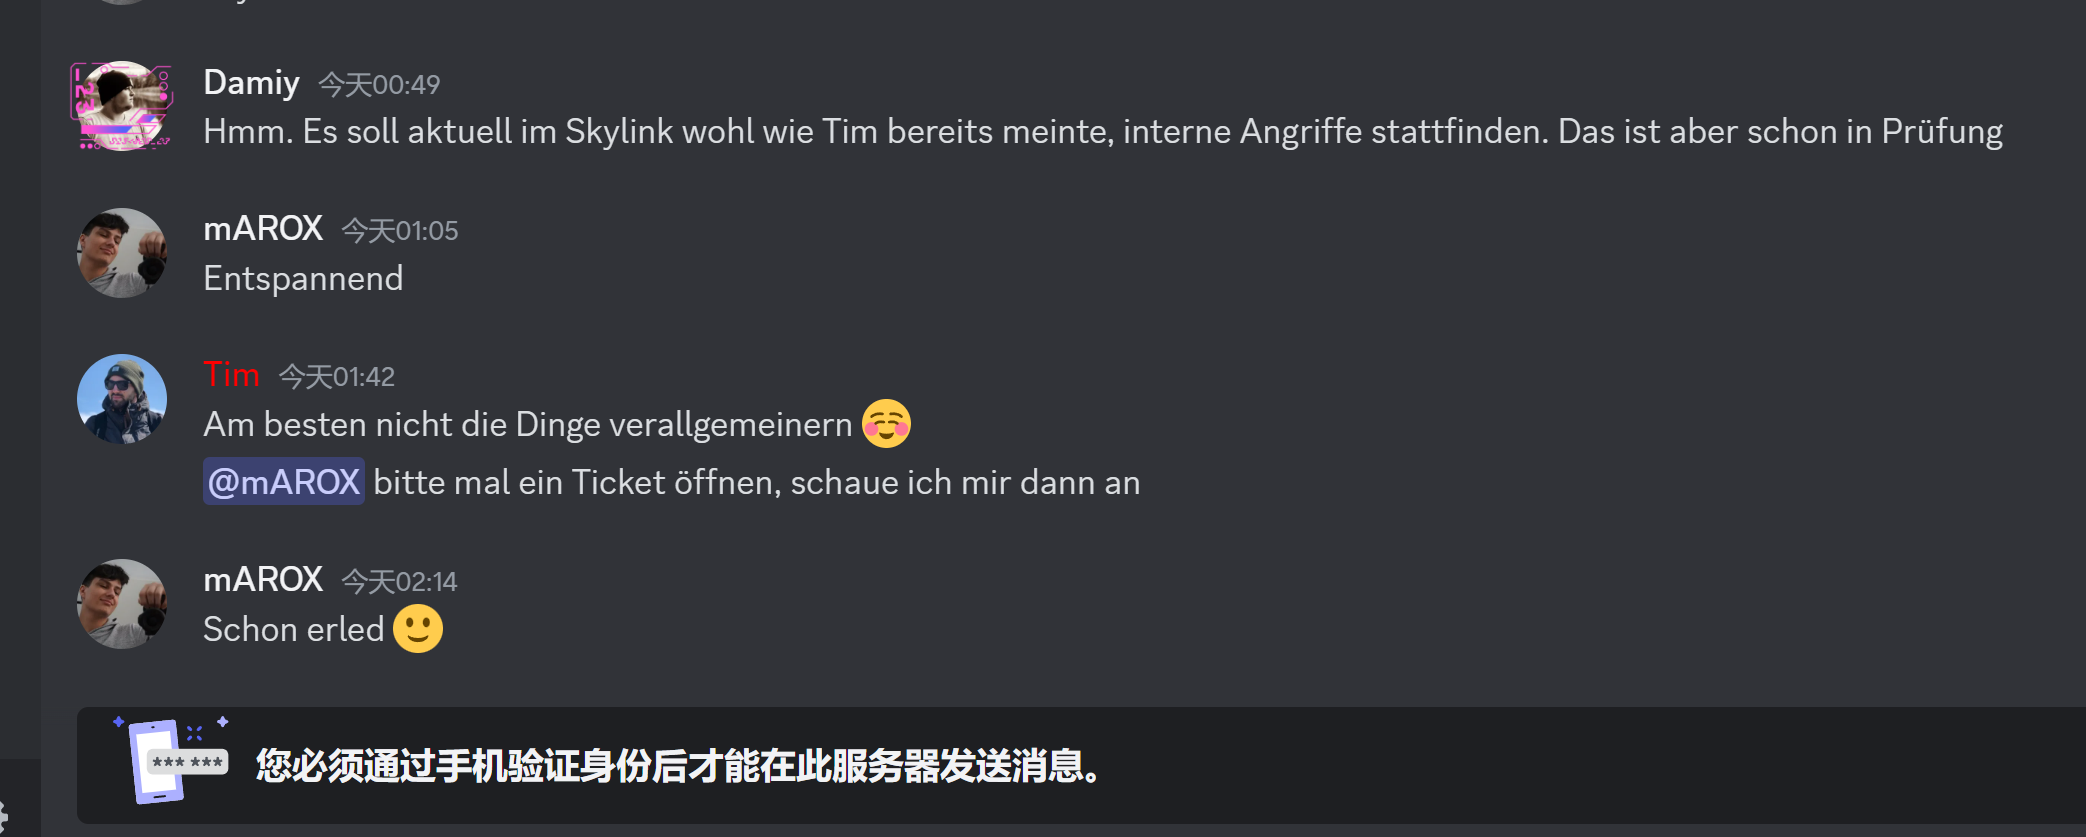 Damiy 今天00:49
Hmm. Es soll aktuell im Skylink wohl wie Tim bereits meinte, interne Angriffe stattfinden. Das ist aber schon in Prüfung
mAROX 今天01:05
Entspannend
Tim 今天01:42
Am besten nicht die Dinge verallgemeinern ☺️
@mAROX bitte mal ein Ticket öffnen, schaue ich mir dann an
mAROX 今天02:14
Schon erled 🙂
*** ***
您必须通过手机验证身份后才能在此服务器发送消息。